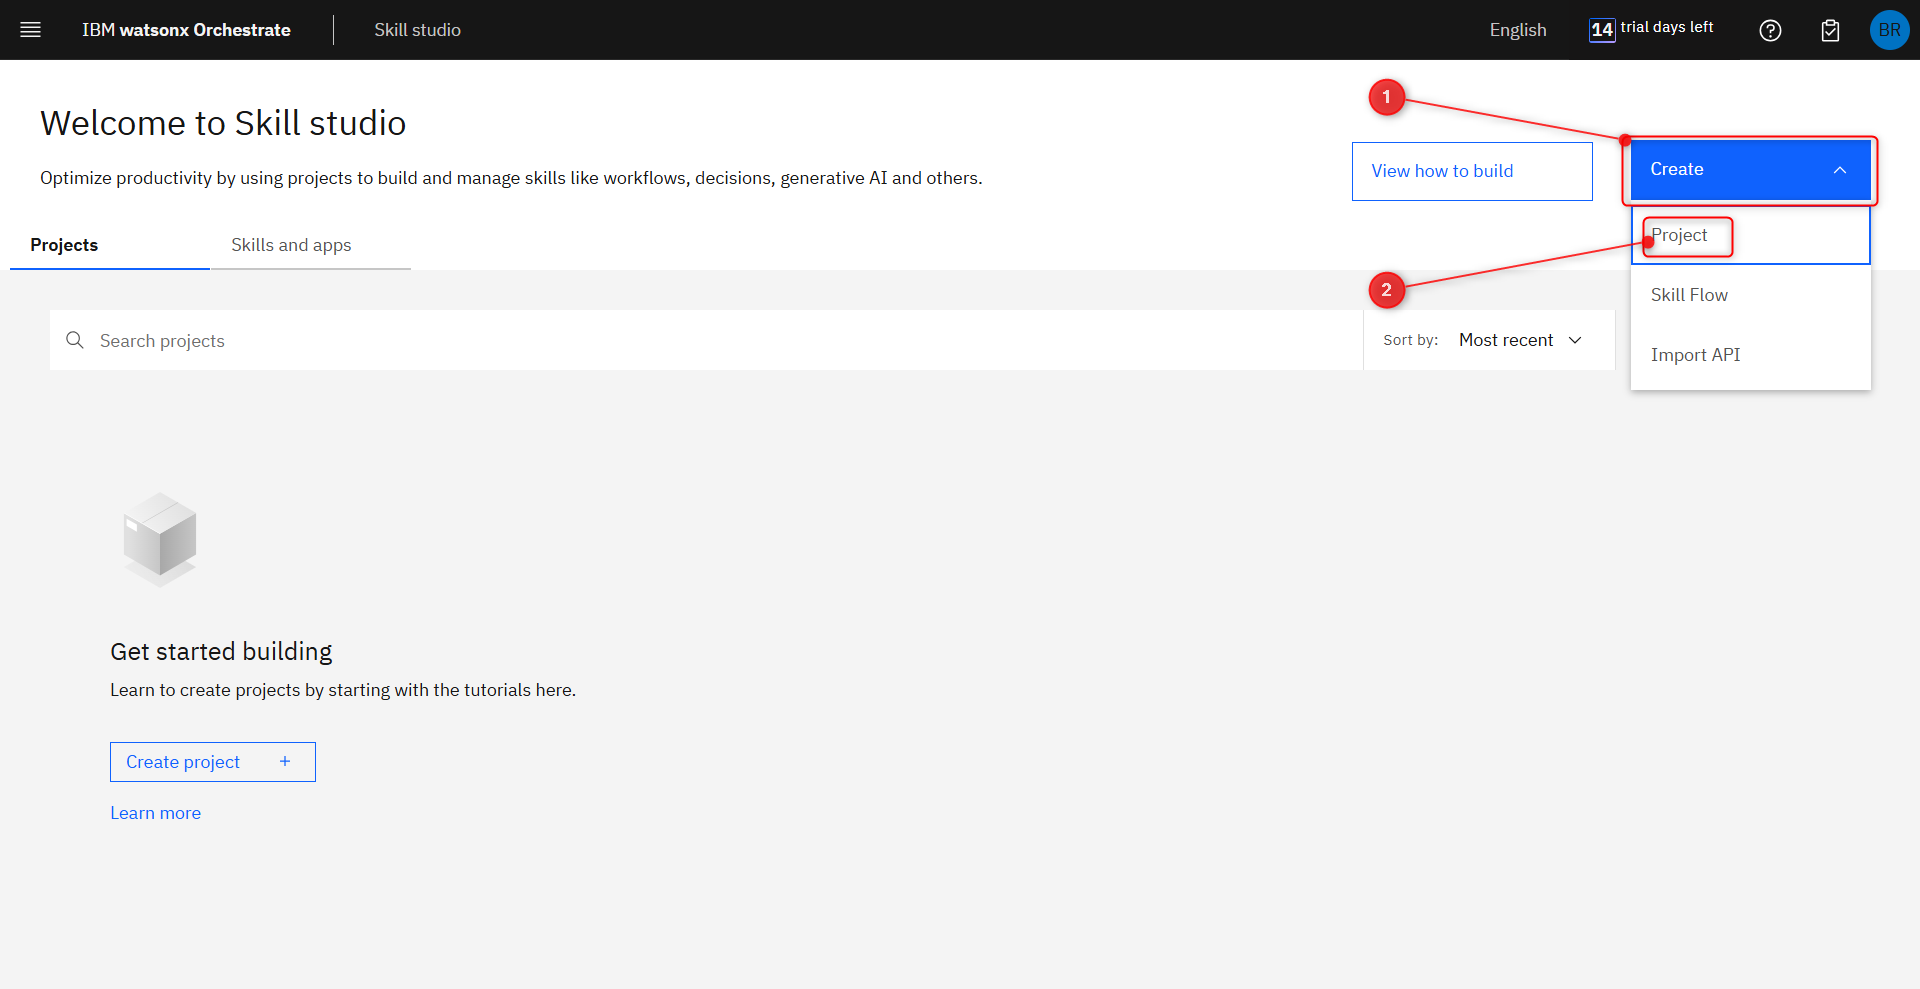 IBM watsonx Orchestrate
Skill studio
English
14 trial days left
BR
Welcome to Skill studio
Optimize productivity by using projects to build and manage skills like workflows, decisions, generative AI and others.
1
View how to build
Create
Projects
Skills and apps
Project
2
Skill Flow
Search projects
Sort by: Most recent
Import API
Get started building
Learn to create projects by starting with the tutorials here.
Create project +
Learn more